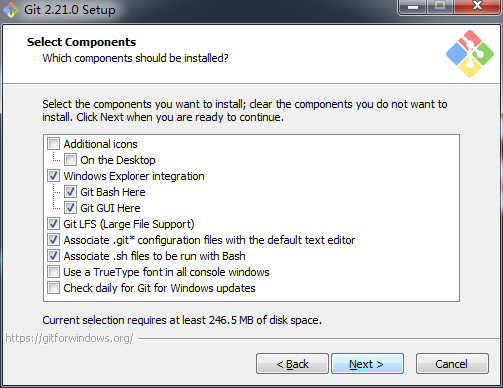 Git 2.21.0 Setup
Select Components
Which components should be installed?
Select the components you want to install; clear the components you do not want to
install. Click Next when you are ready to continue.
Additional icons
On the Desktop
Windows Explorer integration
Git Bash Here
Git GUI Here
Git LFS (Large File Support)
Associate .git* configuration files with the default text editor
Associate .sh files to be run with Bash
Use a TrueType font in all console windows
Check daily for Git for Windows updates
Current selection requires at least 246.5 MB of disk space.
https://gitforwindows.org/
< Back
Next >
Cancel